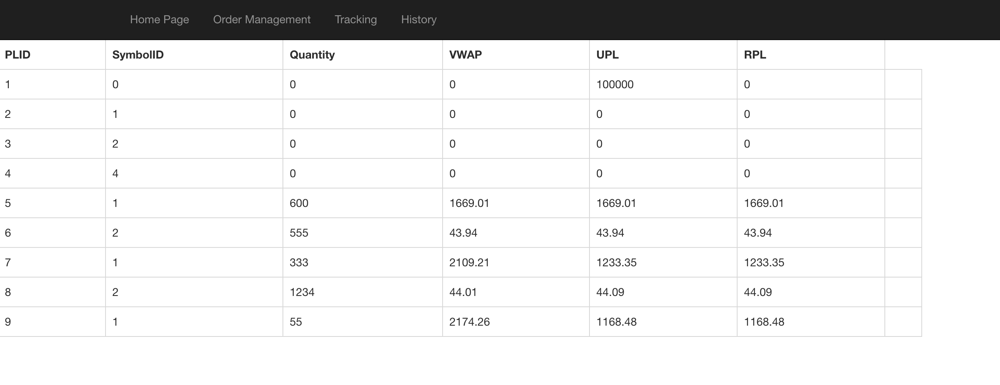 Home Page Order Management Tracking History
PLID SymbolID Quantity VWAP UPL RPL
1 0 0 0 100000 0
2 1 0 0 0 0
3 2 0 0 0 0
4 4 0 0 0 0
5 1 600 1669.01 1669.01 1669.01
6 2 555 43.94 43.94 43.94
7 1 333 2109.21 1233.35 1233.35
8 2 1234 44.01 44.09 44.09
9 1 55 2174.26 1168.48 1168.48